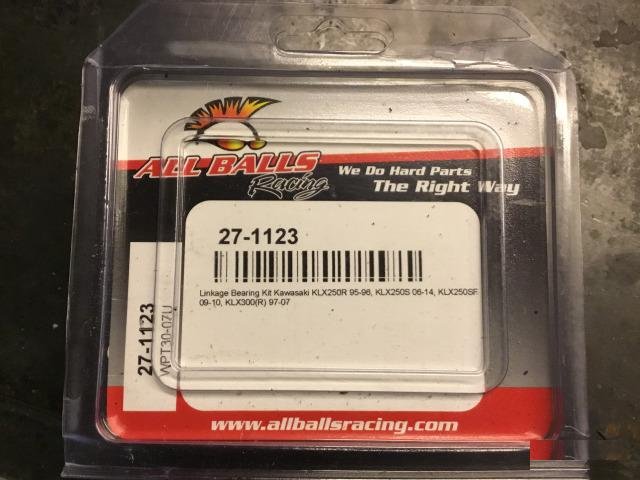 ALL BALLS
Racing
We Do Hard Parts
The Right Way
27-1123
Linkage Bearing Kit Kawasaki KLX250R 95-96, KLX250S 06-14, KLX250SF
09-10, KLX300(R) 97-07
27-1123
WPT30-07U
www.allballsracing.com